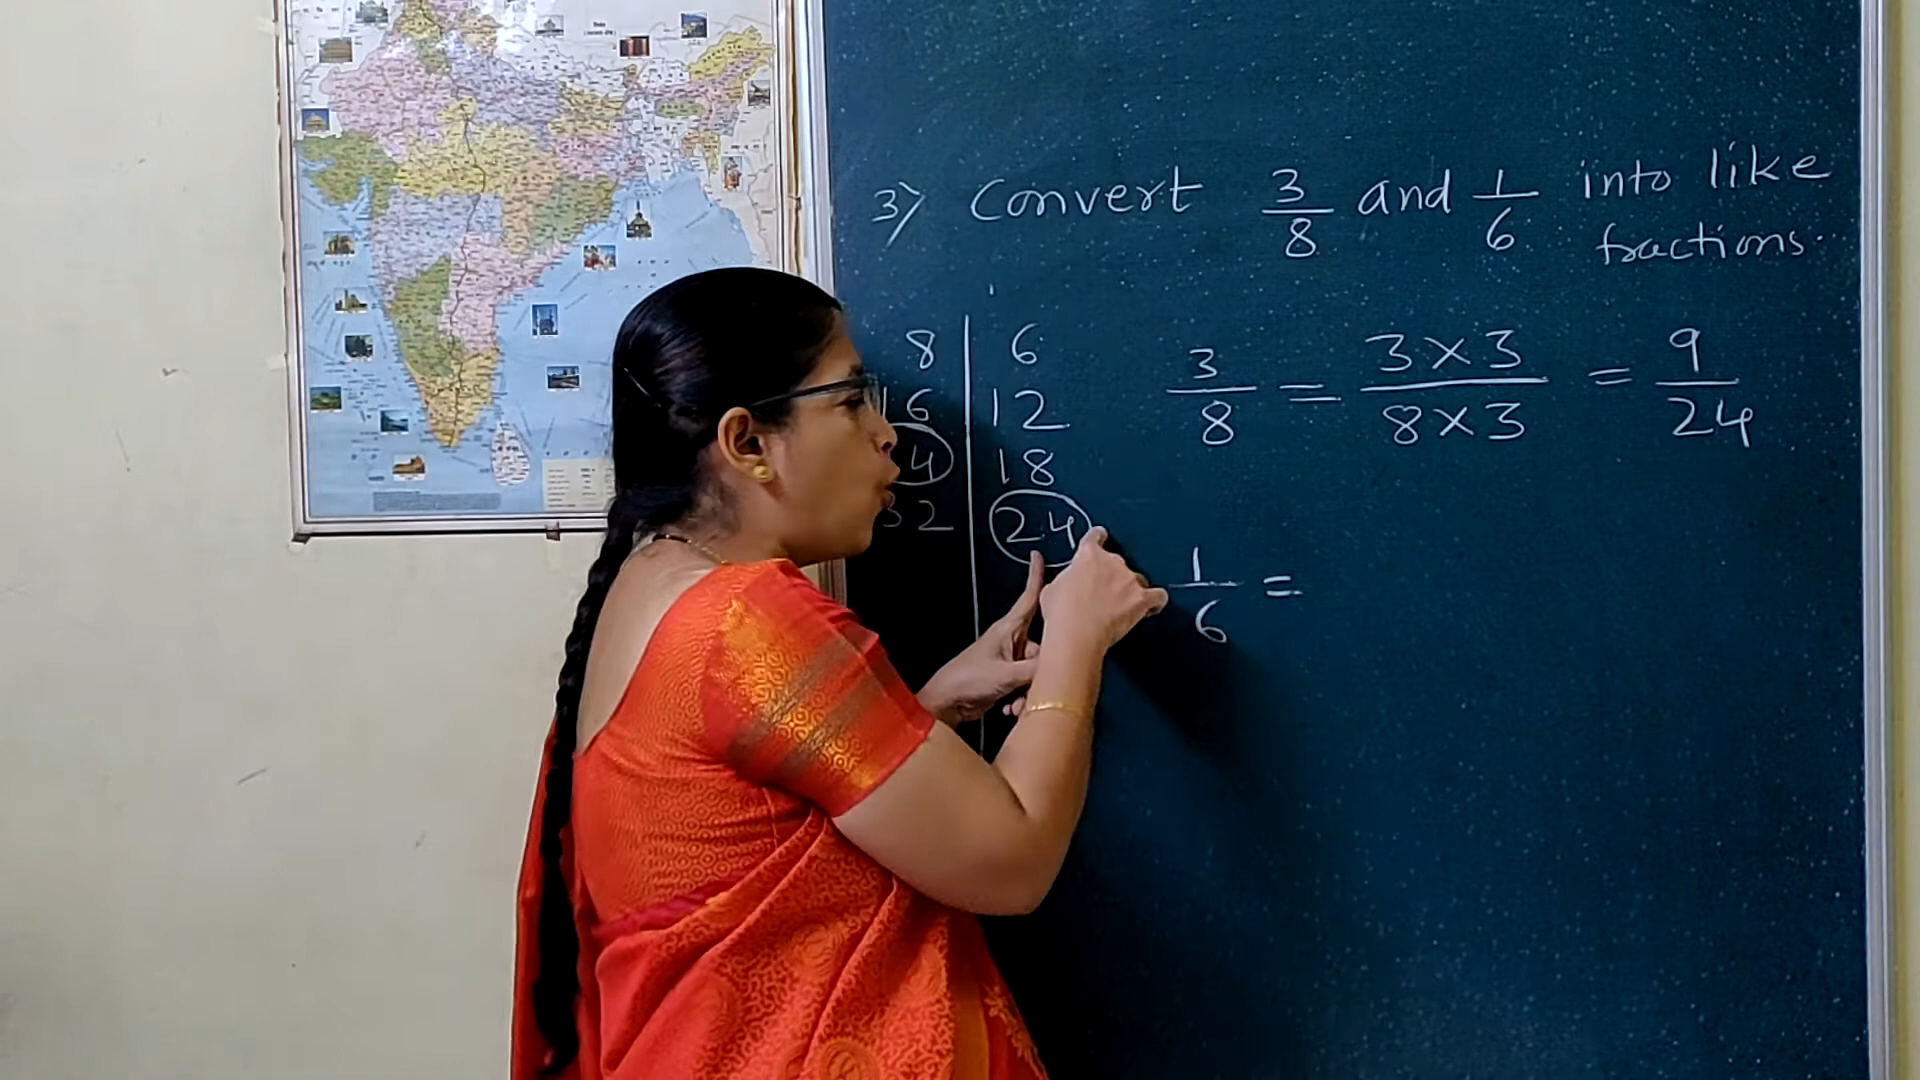 3) Convert 3/8 and 1/6 into like
fractions.
8 | 6
16 | 12
4 | 18
32 | 24
3/8 = 3×3/8×3 = 9/24
1/6 =